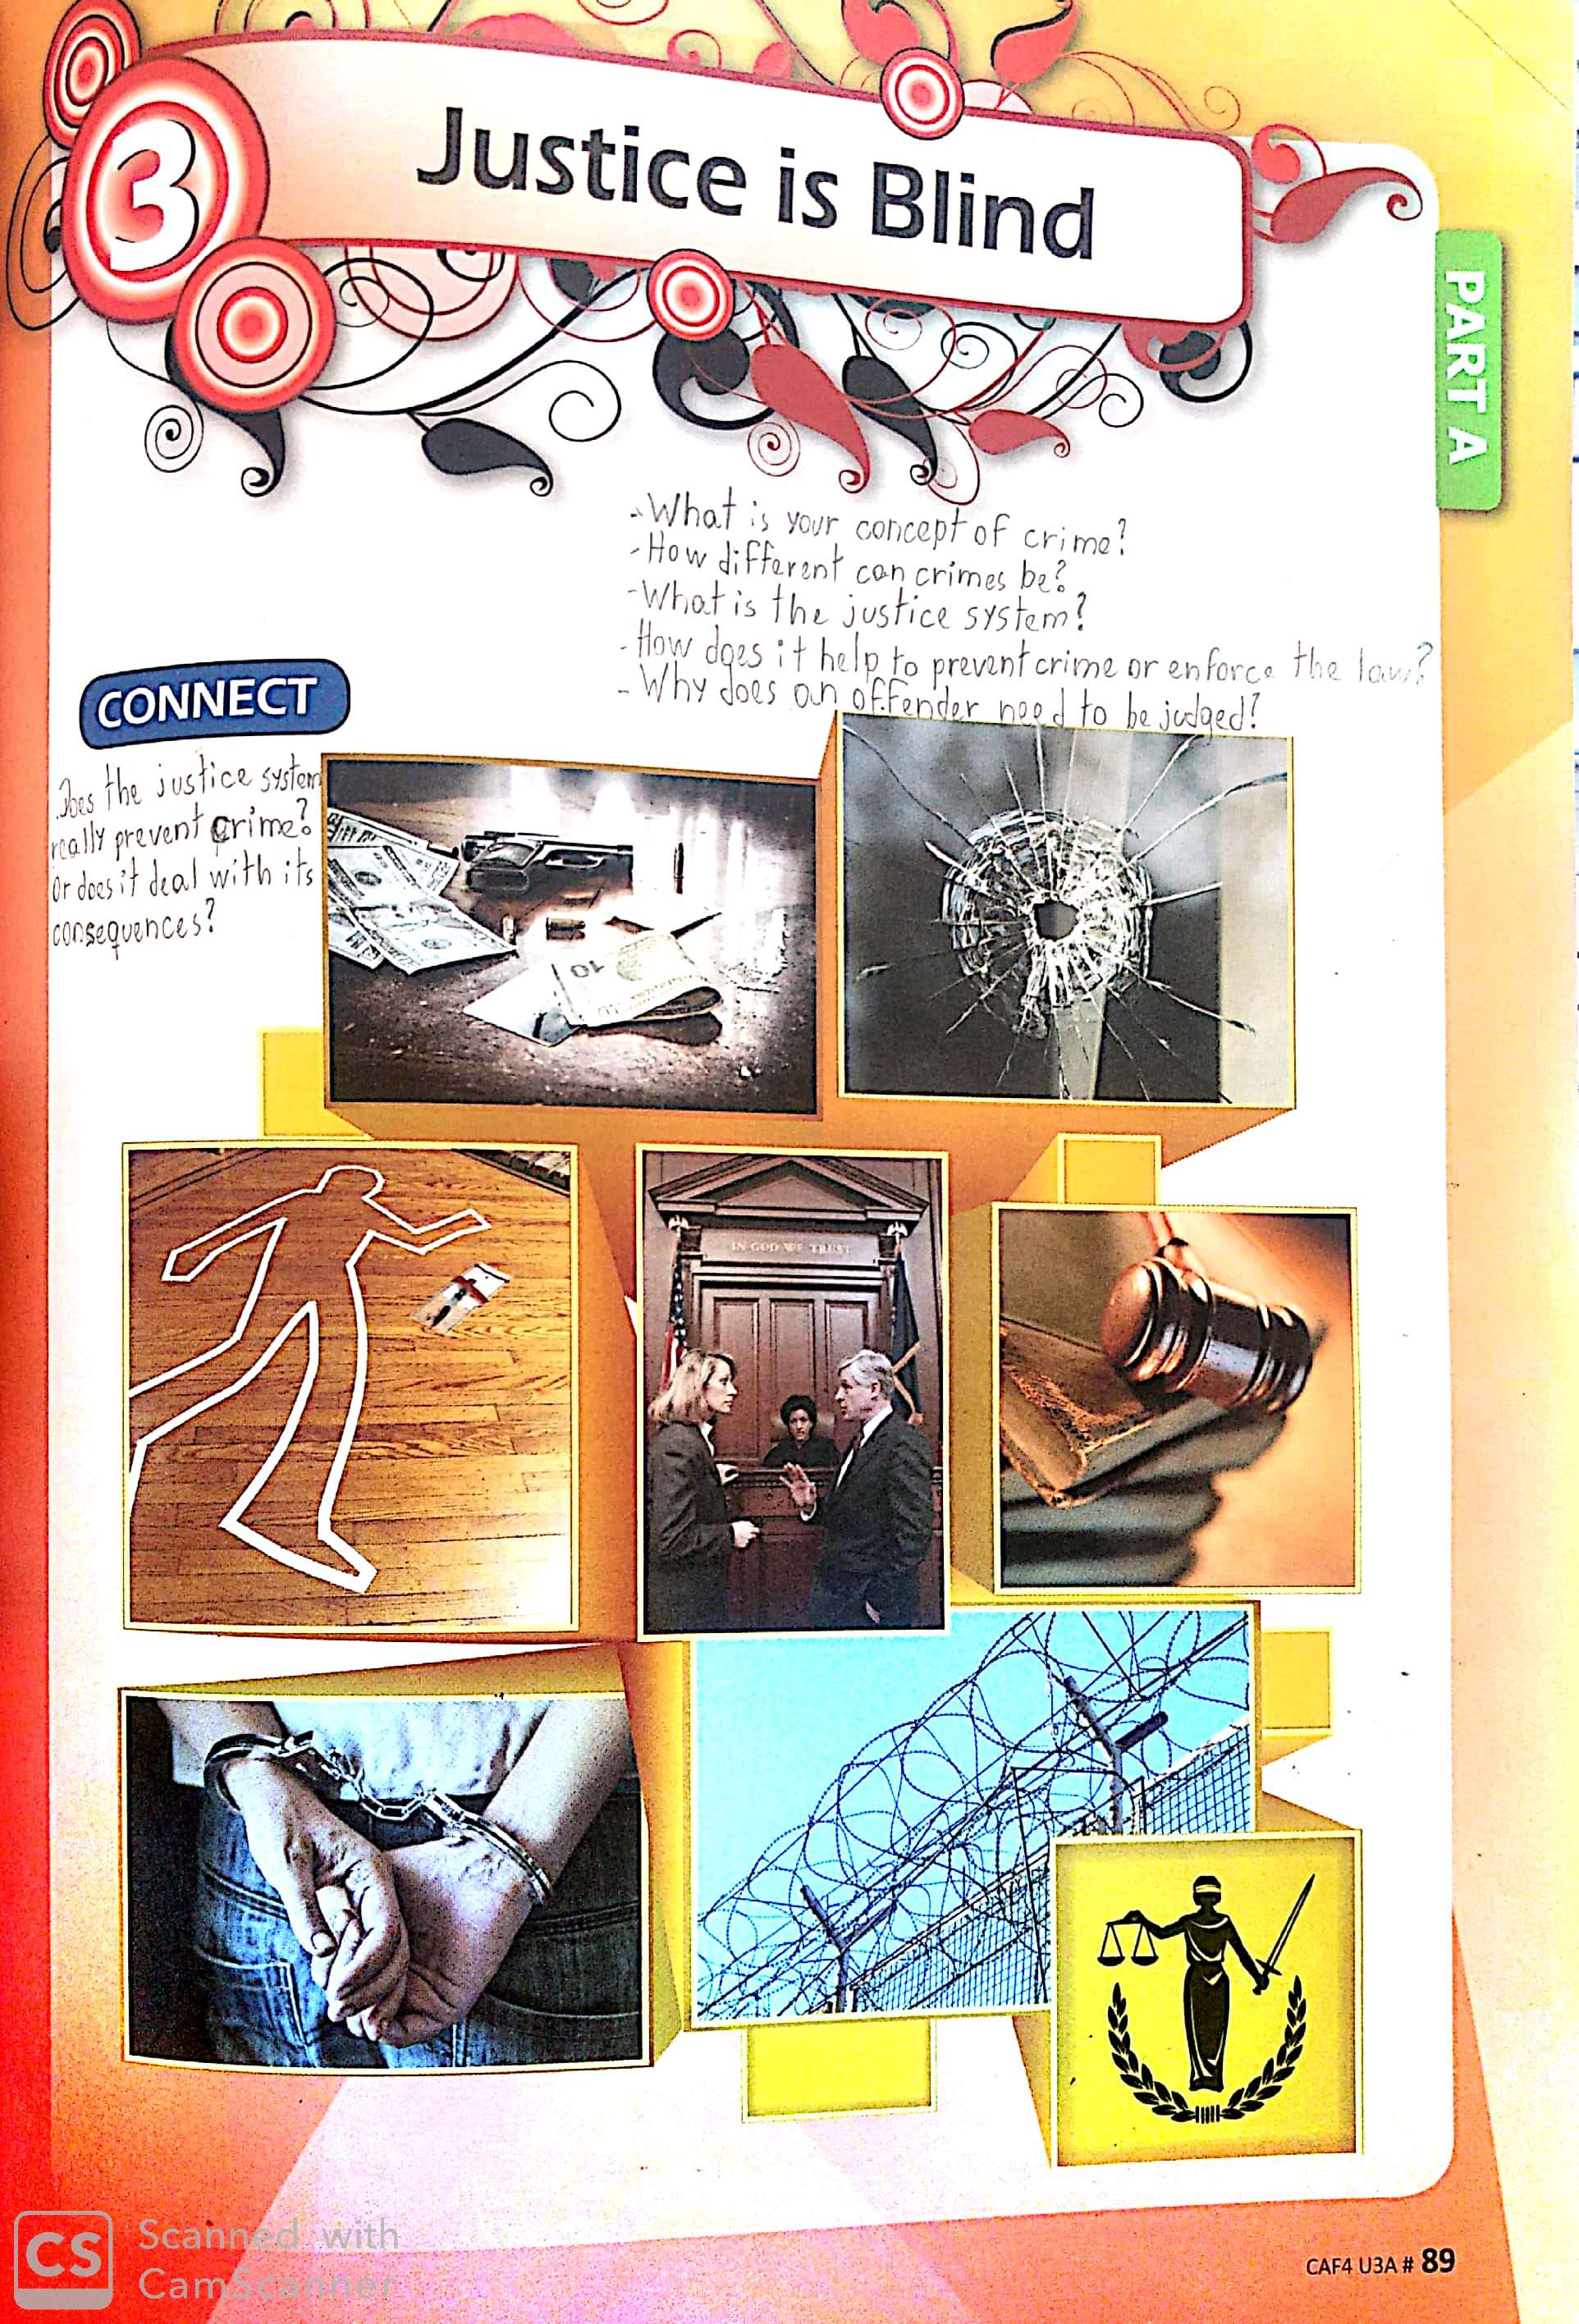 3
Justice is Blind
PART A
-What is your concept of crime?
-How different can crimes be?
-What is the justice system?
-How does it help to prevent crime or enforce the law?
-Why does an offender need to be judged?
CONNECT
.Does the justice system
really prevent crime?
Or does it deal with its
consequences?
10
IN GOD WE TRUST
CS
Scanned with
CamScanner
CAF4 U3A # 89